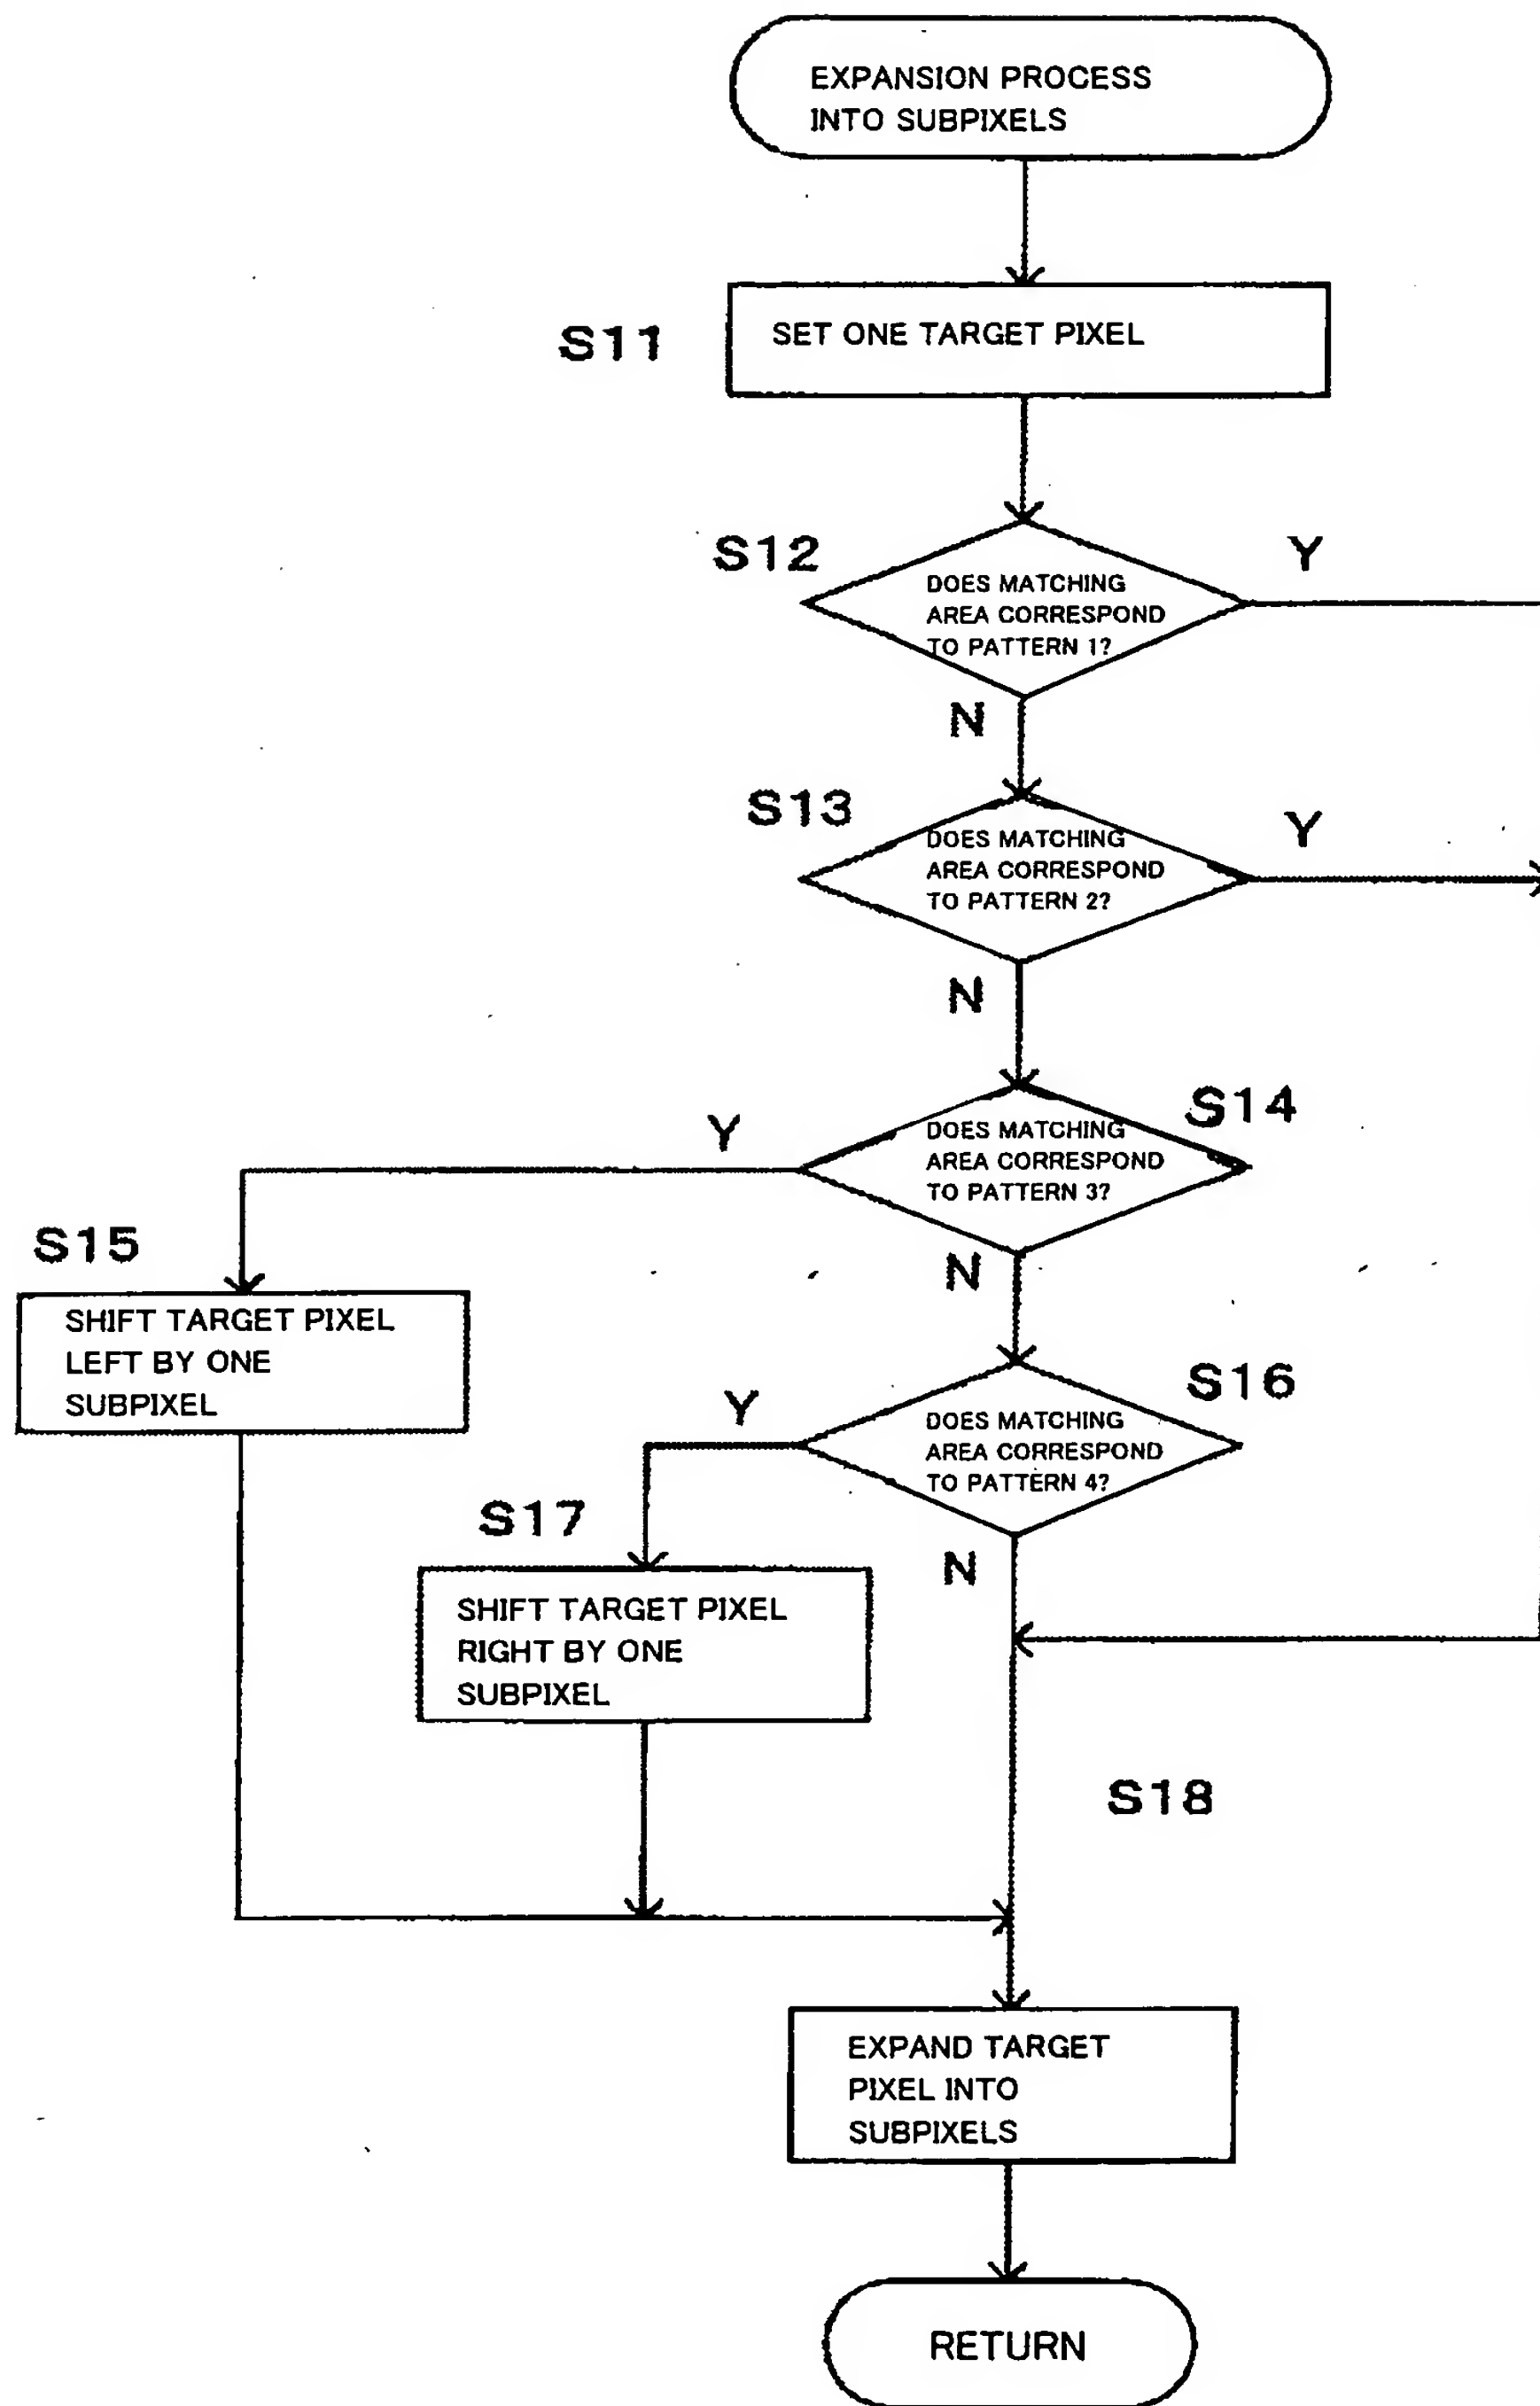 EXPANSION PROCESS
INTO SUBPIXELS
S11
SET ONE TARGET PIXEL
S12
Y
DOES MATCHING
AREA CORRESPOND
TO PATTERN 1?
N
S13
Y
DOES MATCHING
AREA CORRESPOND
TO PATTERN 2?
N
S14
Y
DOES MATCHING
AREA CORRESPOND
TO PATTERN 3?
N
S15
SHIFT TARGET PIXEL
LEFT BY ONE
SUBPIXEL
S16
Y
DOES MATCHING
AREA CORRESPOND
TO PATTERN 4?
N
S17
SHIFT TARGET PIXEL
RIGHT BY ONE
SUBPIXEL
S18
EXPAND TARGET
PIXEL INTO
SUBPIXELS
RETURN